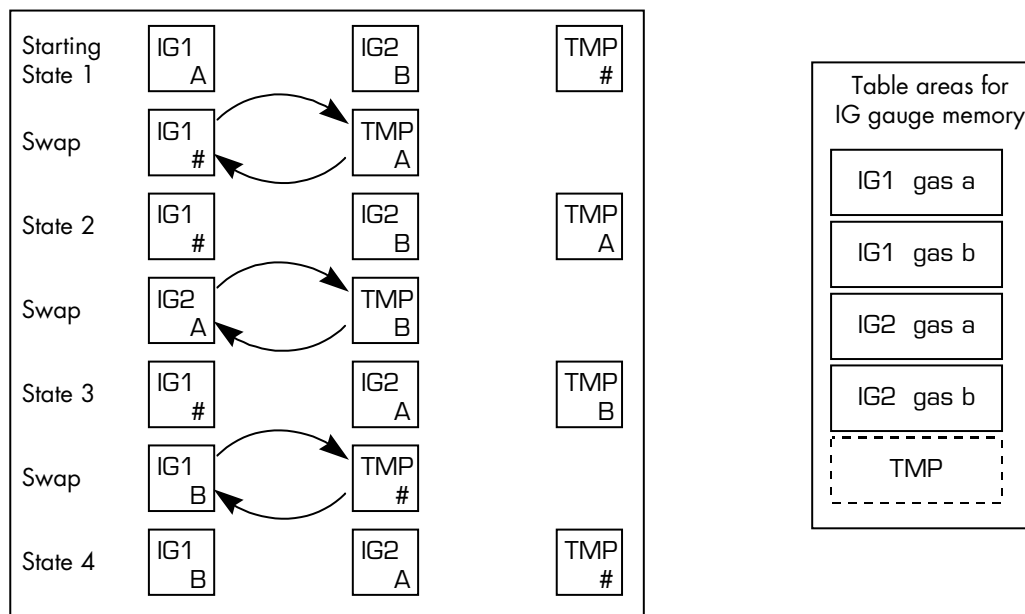 Starting
State 1
IG1
A
IG2
B
TMP
#
Swap
IG1
#
TMP
A
State 2
IG1
#
IG2
B
TMP
A
Swap
IG2
A
TMP
B
State 3
IG1
#
IG2
A
TMP
B
Swap
IG1
B
TMP
#
State 4
IG1
B
IG2
A
TMP
#
Table areas for
IG gauge memory
IG1 gas a
IG1 gas b
IG2 gas a
IG2 gas b
TMP